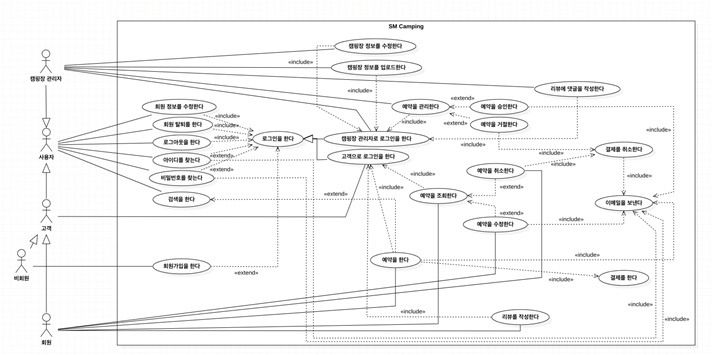 SM Camping
캠핑장 정보를 수정한다
«include»
캠핑장 정보를 업로드한다
캠핑장 관리자
«include»
리뷰에 댓글을 작성한다
회원 정보를 수정한다
예약을 관리한다
«extend»
예약을 승인한다
«include»
회원 탈퇴를 한다
«include»
«include»
«extend»
예약을 거절한다
«include»
로그아웃을 한다
«include»
로그인을 한다
캠핑장 관리자로 로그인을 한다
«include»
사용자
아이디를 찾는다
«extend»
고객으로 로그인을 한다
결제를 취소한다
비밀번호를 찾는다
«extend»
예약을 취소한다
«include»
«include»
«extend»
«include»
검색을 한다
«extend»
예약을 조회한다
이메일을 보낸다
고객
«extend»
예약을 수정한다
«include»
«include»
비회원
회원가입을 한다
«extend»
예약을 한다
«include»
결제를 한다
«include»
«include»
«include»
리뷰를 작성한다
회원